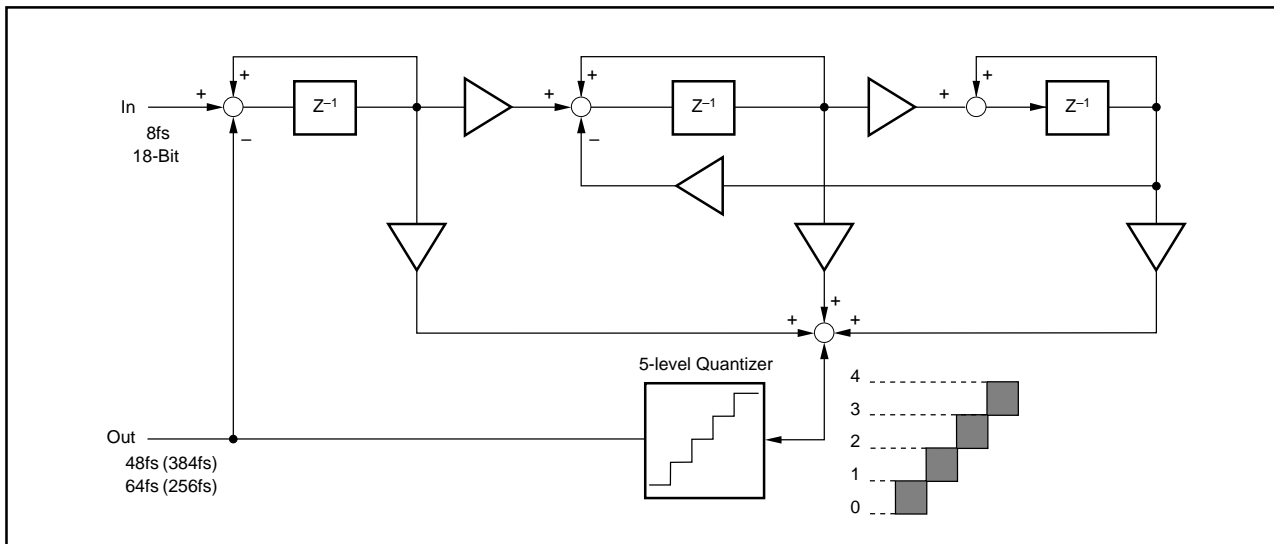 + + +
+ Z⁻¹ + Z⁻¹ + Z⁻¹
In
8fs
18-Bit
– –
+
+ +
5-level Quantizer
4
3
2
1
0
Out
48fs (384fs)
64fs (256fs)